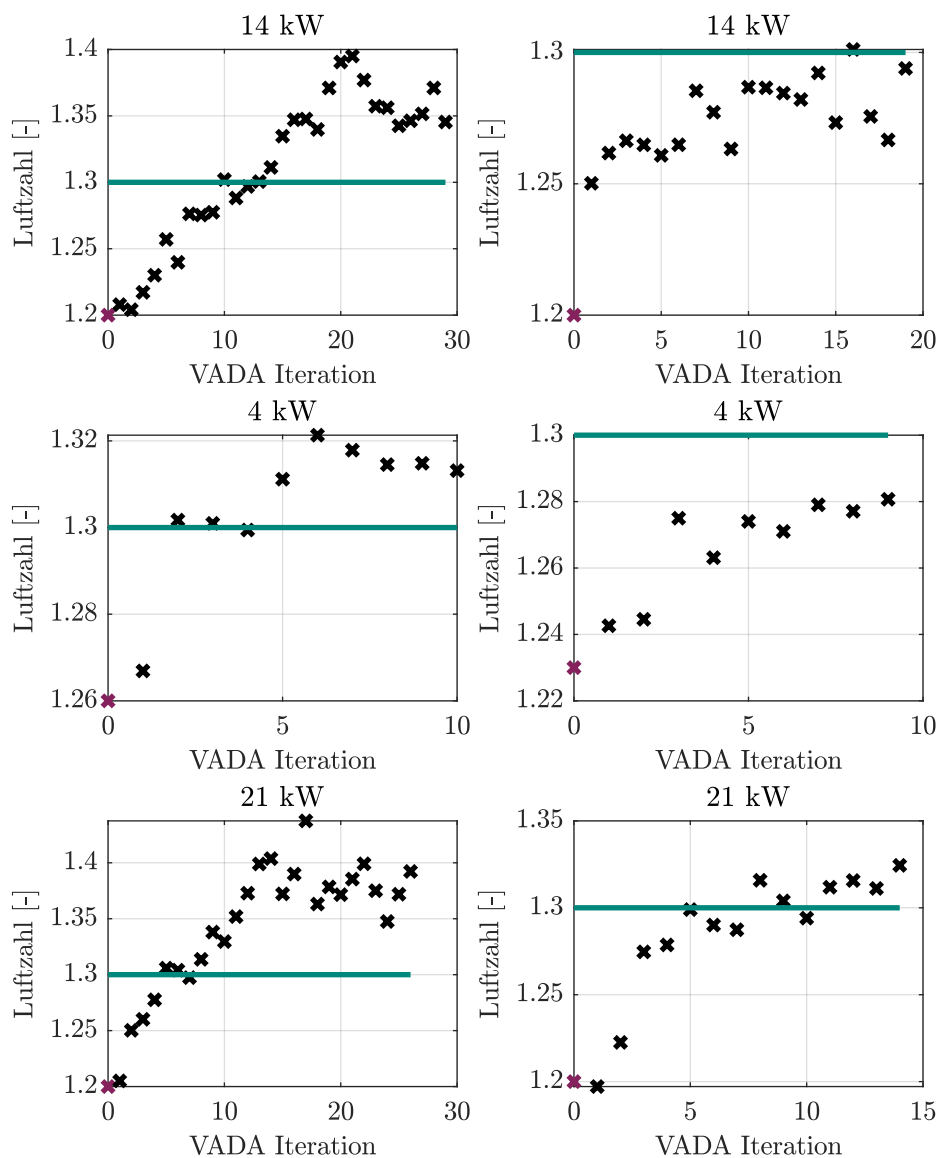 14 kW
1.4
1.35
1.3
1.25
1.2
Luftzahl [-]
0 10 20 30
VADA Iteration
14 kW
1.3
1.25
1.2
Luftzahl [-]
0 5 10 15 20
VADA Iteration
4 kW
1.32
1.3
1.28
1.26
Luftzahl [-]
0 5 10
VADA Iteration
4 kW
1.3
1.28
1.26
1.24
1.22
Luftzahl [-]
0 5 10
VADA Iteration
21 kW
1.4
1.35
1.3
1.25
1.2
Luftzahl [-]
0 10 20 30
VADA Iteration
21 kW
1.35
1.3
1.25
1.2
Luftzahl [-]
0 5 10 15
VADA Iteration